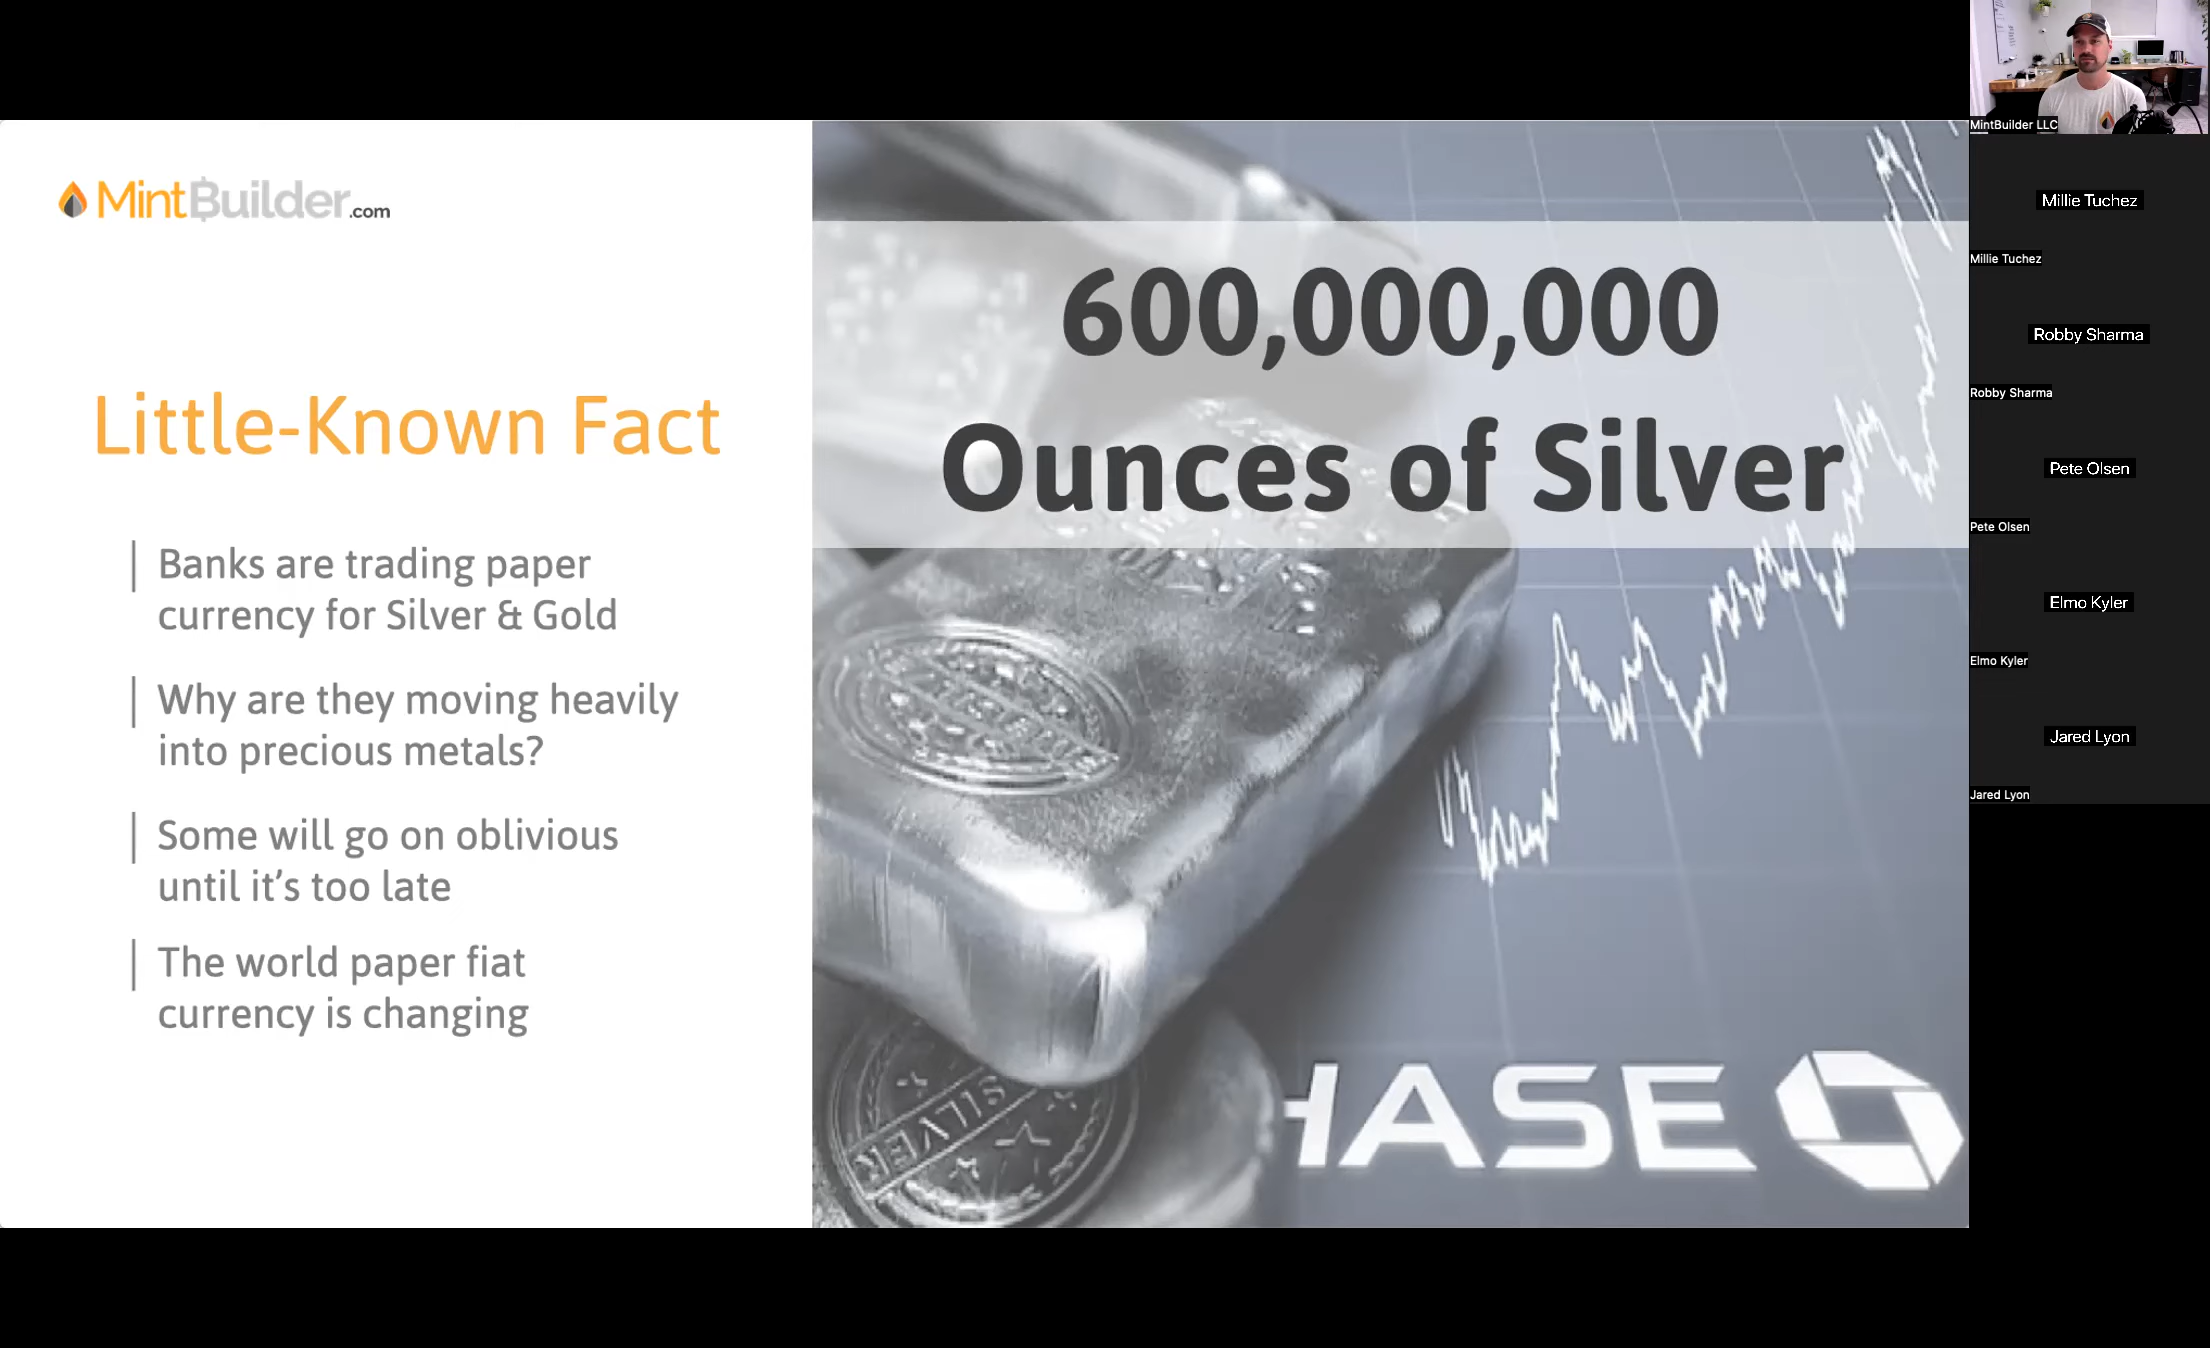 MintBuilder.com
Little-Known Fact
Banks are trading paper
currency for Silver & Gold
Why are they moving heavily
into precious metals?
Some will go on oblivious
until it's too late
The world paper fiat
currency is changing
600,000,000
Ounces of Silver
HASE
SILVER
MintBuilder LLC
Millie Tuchez
Millie Tuchez
Robby Sharma
Robby Sharma
Pete Olsen
Pete Olsen
Elmo Kyler
Elmo Kyler
Jared Lyon
Jared Lyon